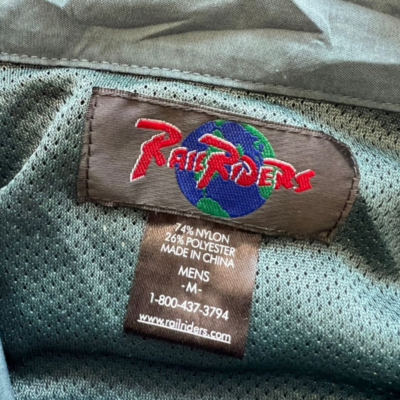 RAILRIDERS
74% NYLON
26% POLYESTER
MADE IN CHINA
MENS
-M-
1-800-437-3794
www.railriders.com